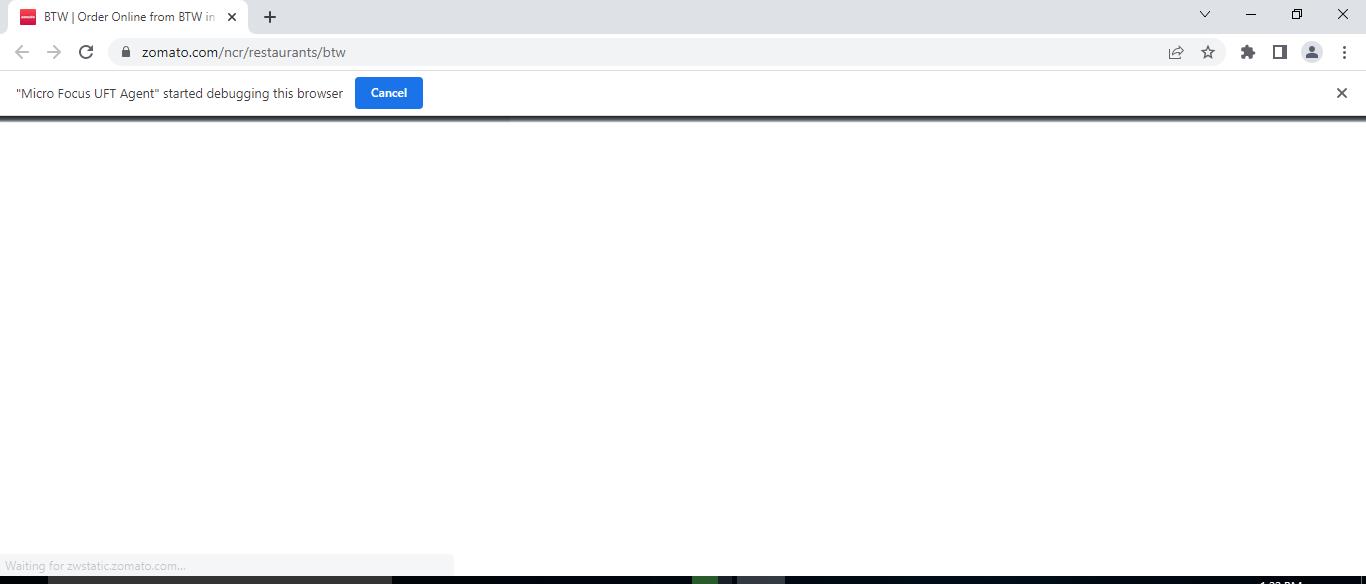 BTW | Order Online from BTW in
zomato.com/ncr/restaurants/btw
"Micro Focus UFT Agent" started debugging this browser
Cancel
Waiting for zwstatic.zomato.com...